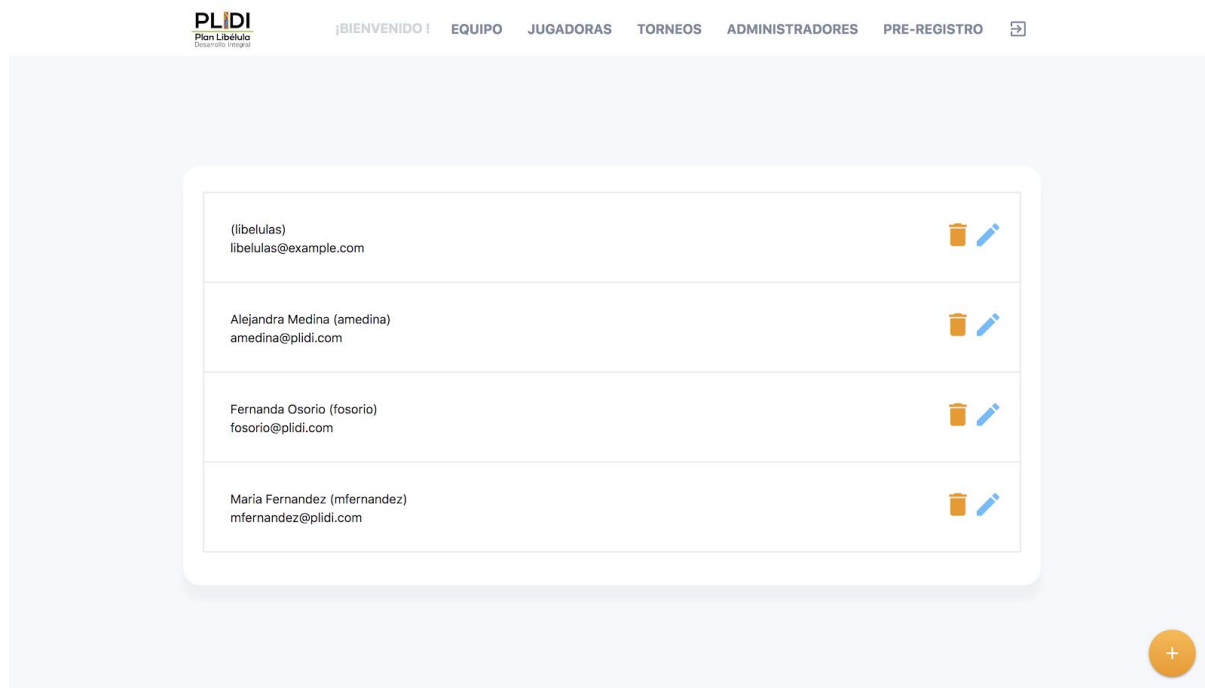 PLIDI
Plan Libélula
Desarrollo Integral
¡BIENVENIDO ! EQUIPO JUGADORAS TORNEOS ADMINISTRADORES PRE-REGISTRO
(libelulas)
libelulas@example.com
Alejandra Medina (amedina)
amedina@plidi.com
Fernanda Osorio (fosorio)
fosorio@plidi.com
Maria Fernandez (mfernandez)
mfernandez@plidi.com
+